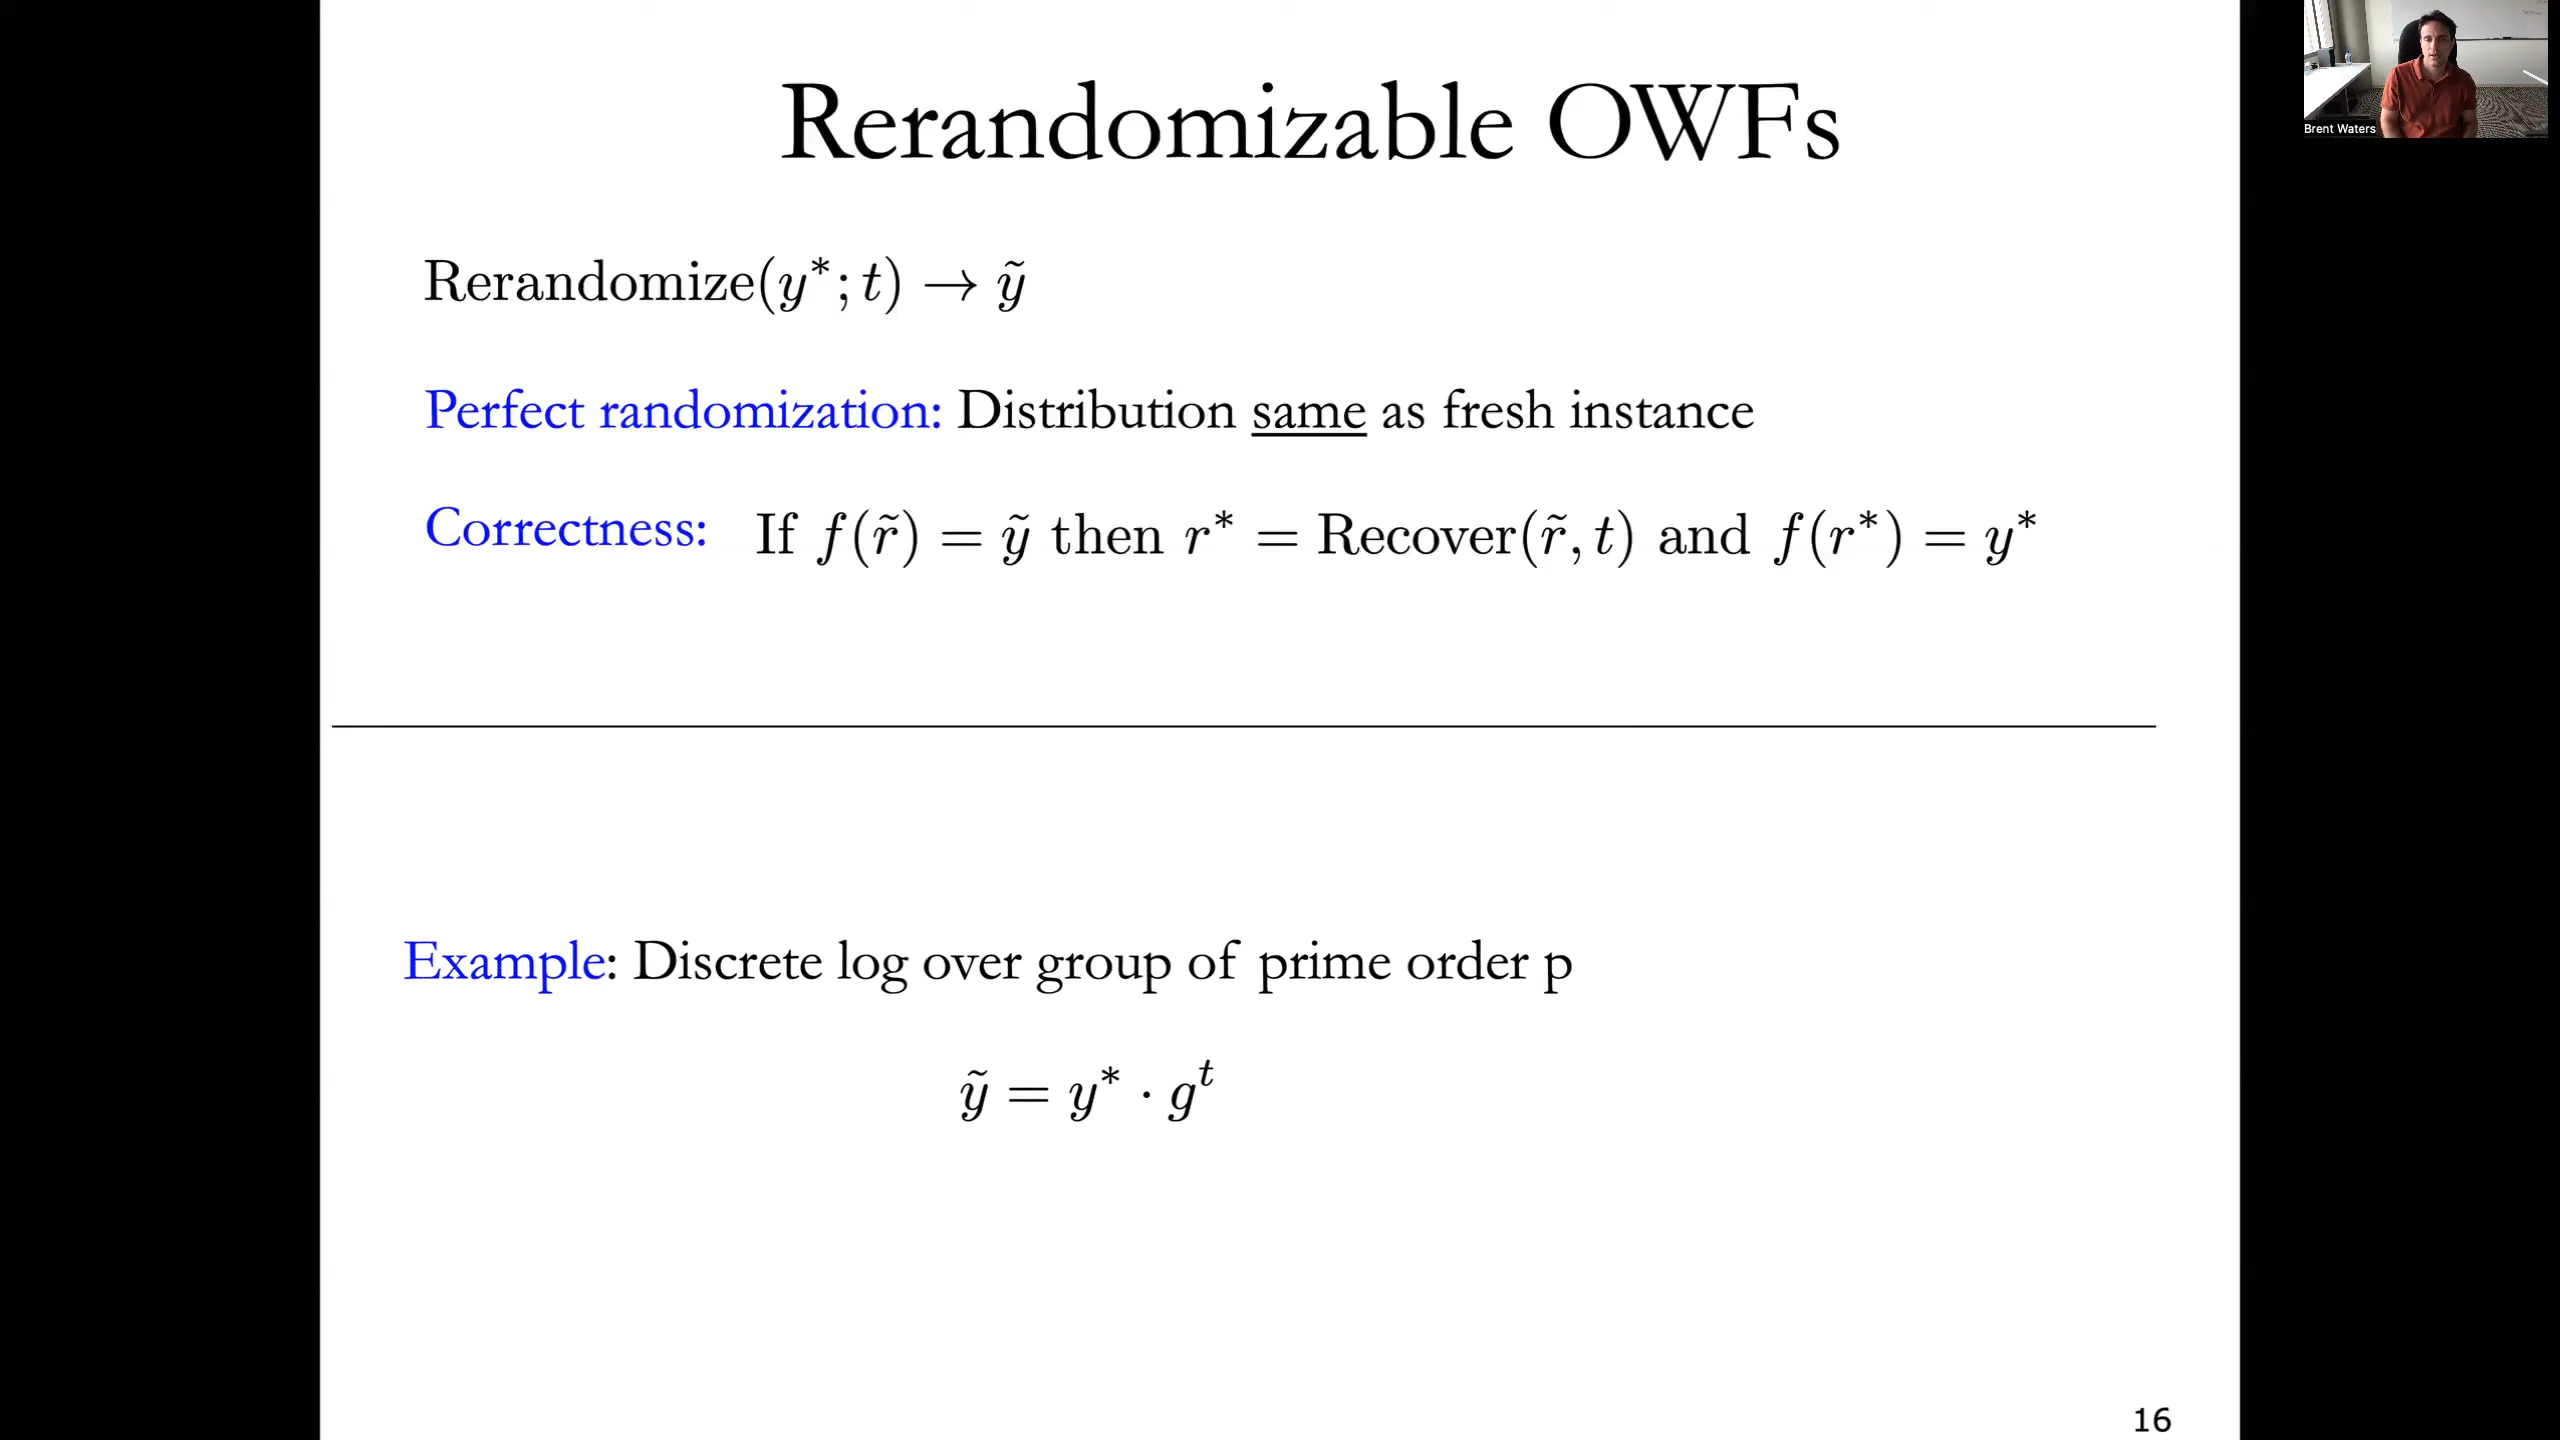 Rerandomizable OWFs
Brent Waters
Rerandomize(y*; t) → ỹ
Perfect randomization: Distribution same as fresh instance
Correctness: If f(r̃) = ỹ then r* = Recover(r̃, t) and f(r*) = y*
Example: Discrete log over group of prime order p
ỹ = y* · gᵗ
16